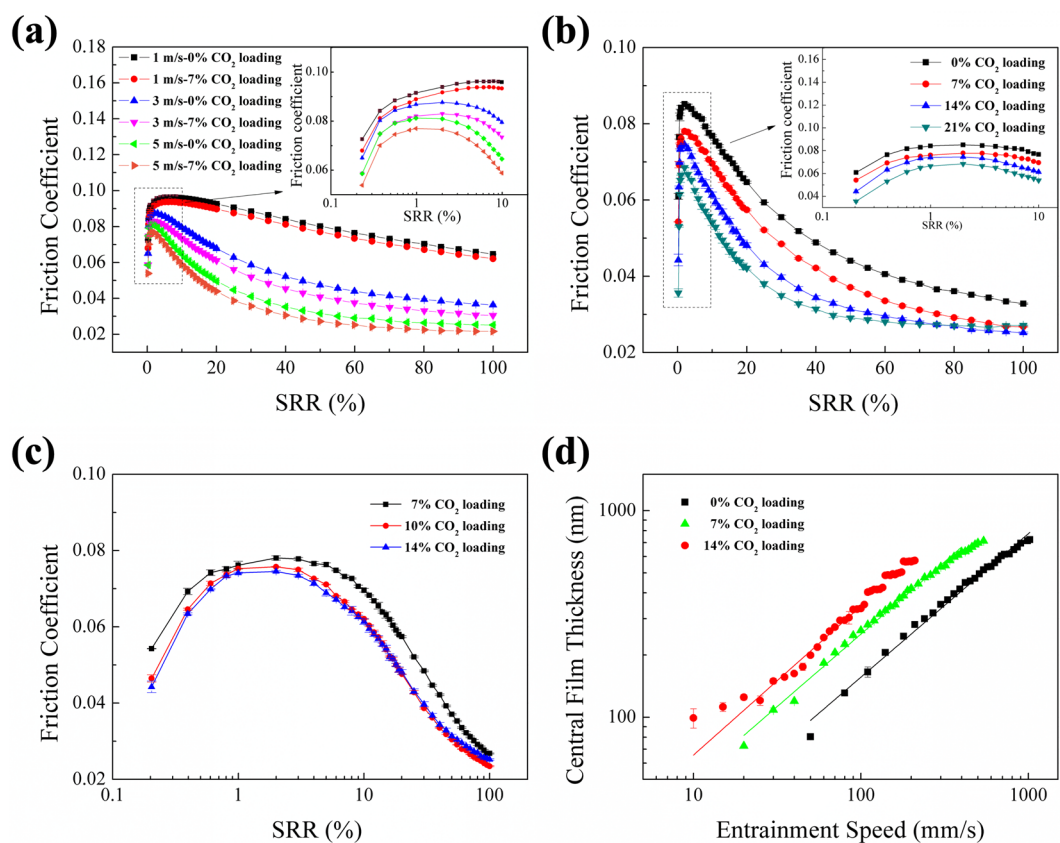 (a)
Friction Coefficient
0.18
0.16
0.14
0.12
0.10
0.08
0.06
0.04
0.02
0 20 40 60 80 100
SRR (%)
1 m/s-0% CO2 loading
1 m/s-7% CO2 loading
3 m/s-0% CO2 loading
3 m/s-7% CO2 loading
5 m/s-0% CO2 loading
5 m/s-7% CO2 loading
Friction coefficient
0.10
0.08
0.06
0.1 1 10
SRR (%)
(b)
Friction Coefficient
0.10
0.08
0.06
0.04
0.02
0 20 40 60 80 100
SRR (%)
Friction coefficient
0.16
0.14
0.12
0.10
0.08
0.06
0.04
0.1 1 10
SRR (%)
0% CO2 loading
7% CO2 loading
14% CO2 loading
21% CO2 loading
(c)
Friction Coefficient
0.10
0.08
0.06
0.04
0.02
0.1 1 10 100
SRR (%)
7% CO2 loading
10% CO2 loading
14% CO2 loading
(d)
Central Film Thickness (nm)
1000
100
10 100 1000
Entrainment Speed (mm/s)
0% CO2 loading
7% CO2 loading
14% CO2 loading